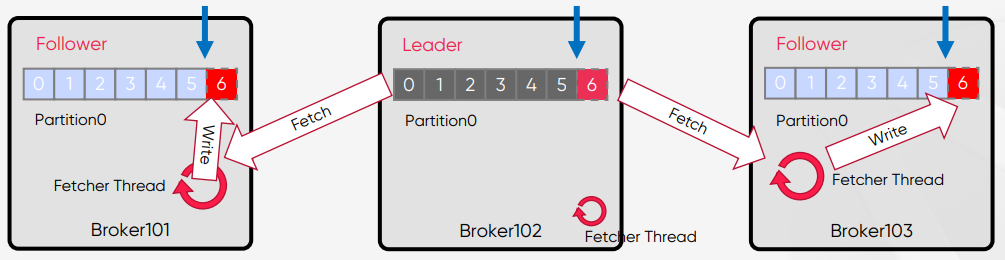 Follower
0 1 2 3 4 5 6
Partition0
Write
Fetcher Thread
Broker101
Fetch
Leader
0 1 2 3 4 5 6
Partition0
Broker102
Fetcher Thread
Fetch
Follower
0 1 2 3 4 5 6
Partition0
Write
Fetcher Thread
Broker103